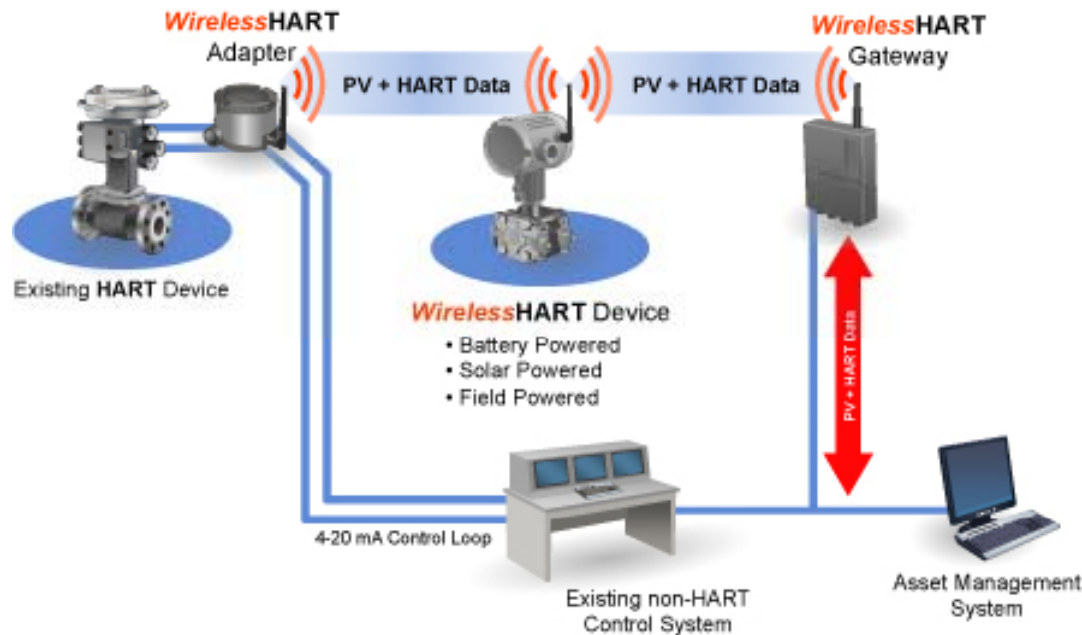 WirelessHART
Adapter
WirelessHART
Gateway
PV + HART Data
PV + HART Data
Existing HART Device
WirelessHART Device
• Battery Powered
• Solar Powered
• Field Powered
PV + HART Data
4-20 mA Control Loop
Existing non-HART
Control System
Asset Management
System